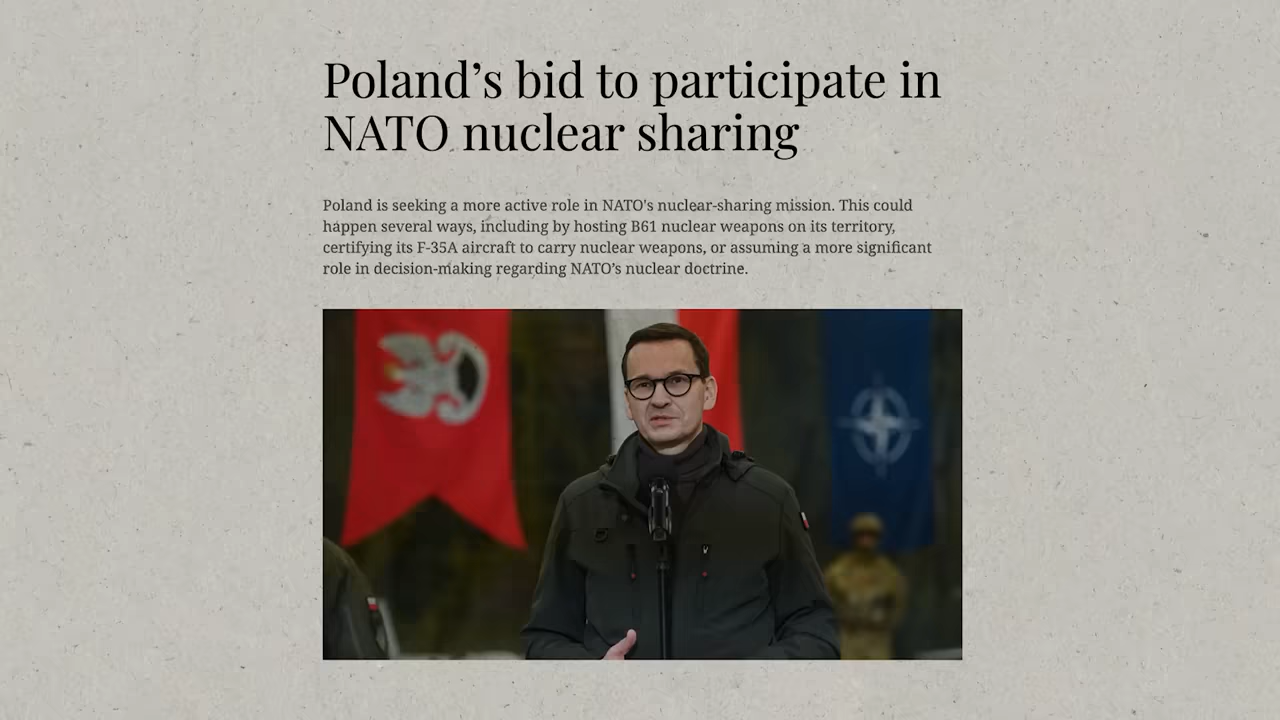 Poland’s bid to participate in
NATO nuclear sharing
Poland is seeking a more active role in NATO's nuclear-sharing mission. This could
happen several ways, including by hosting B61 nuclear weapons on its territory,
certifying its F-35A aircraft to carry nuclear weapons, or assuming a more significant
role in decision-making regarding NATO’s nuclear doctrine.